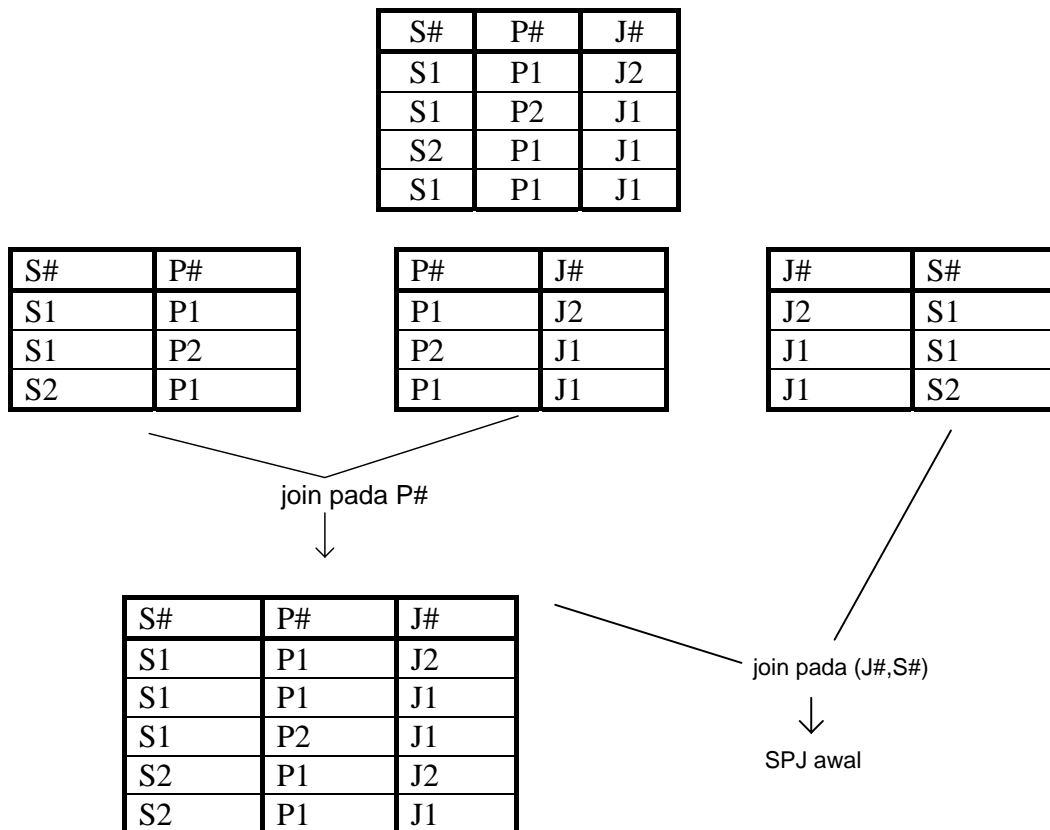 S# P# J#
S1 P1 J2
S1 P2 J1
S2 P1 J1
S1 P1 J1
S# P#
S1 P1
S1 P2
S2 P1
P# J#
P1 J2
P2 J1
P1 J1
J# S#
J2 S1
J1 S1
J1 S2
join pada P#
S# P# J#
S1 P1 J2
S1 P1 J1
S1 P2 J1
S2 P1 J2
S2 P1 J1
join pada (J#,S#)
SPJ awal